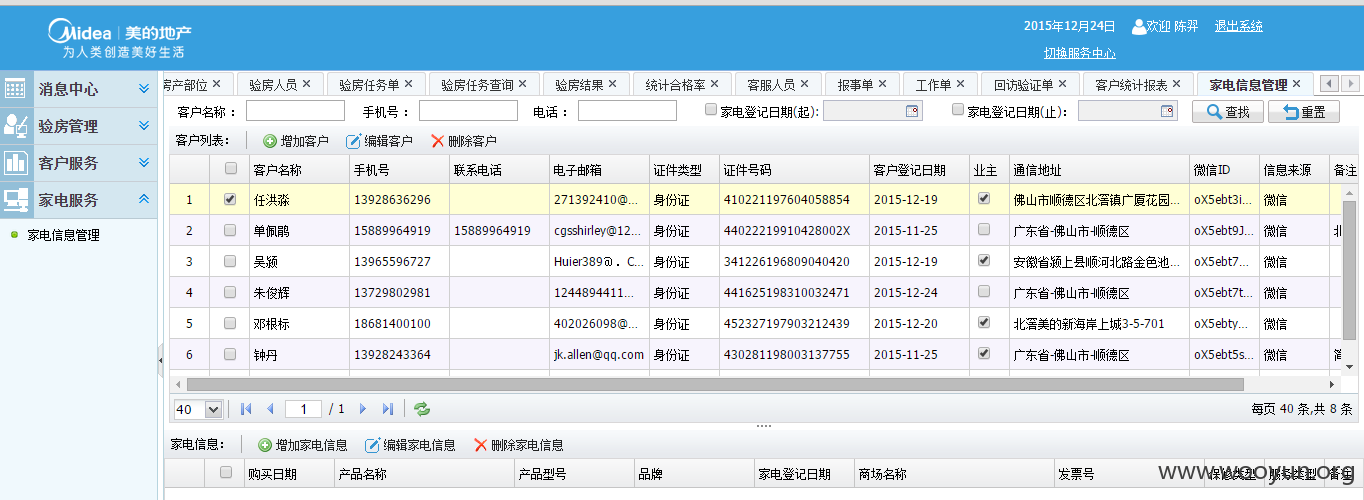 Midea | 美的地产
为人类创造美好生活
2015年12月24日 欢迎 陈羿 退出系统
切换服务中心
消息中心
验房管理
客户服务
家电服务
家电信息管理
房产部位 × 验房人员 × 验房任务单 × 验房任务查询 × 验房结果 × 统计合格率 × 客服人员 × 报事单 × 工作单 × 回访验证单 × 客户统计报表 × 家电信息管理 ×
客户名称： 手机号： 电话： 家电登记日期(起): 家电登记日期(止): 查找 重置
客户列表： 增加客户 编辑客户 删除客户
客户名称 手机号 联系电话 电子邮箱 证件类型 证件号码 客户登记日期 业主 通信地址 微信ID 信息来源 备注
1 任洪淼 13928636296 271392410@... 身份证 410221197604058854 2015-12-19 佛山市顺德区北滘镇广厦花园... oX5ebt3i... 微信
2 单佩鹃 15889964919 15889964919 cgsshirley@12... 身份证 44022219910428002X 2015-11-25 广东省-佛山市-顺德区 oX5ebt9J... 微信
3 吴颍 13965596727 Huier389@．C... 身份证 341226196809040420 2015-12-19 安徽省颍上县顺河北路金色池... oX5ebt7... 微信
4 朱俊辉 13729802981 1244894411... 身份证 441625198310032471 2015-12-24 广东省-佛山市-顺德区 oX5ebt7t... 微信
5 邓根标 18681400100 402026098@... 身份证 452327197903212439 2015-12-20 北滘美的新海岸上城3-5-701 oX5ebty... 微信
6 钟丹 13928243364 jk.allen@qq.com 身份证 430281198003137755 2015-11-25 广东省-佛山市-顺德区 oX5ebt5s... 微信
40 1 / 1 每页 40 条,共 8 条
家电信息： 增加家电信息 编辑家电信息 删除家电信息
购买日期 产品名称 产品型号 品牌 家电登记日期 商场名称 发票号 保修类型 服务类型 备注
www.wooyun.org